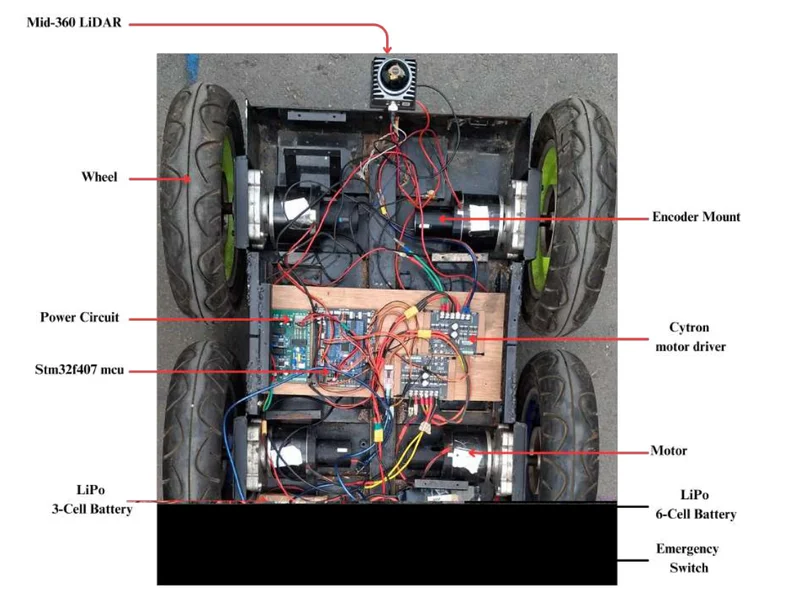 Mid-360 LiDAR
Wheel
Encoder Mount
Power Circuit
Cytron
motor driver
Stm32f407 mcu
Motor
LiPo
3-Cell Battery
LiPo
6-Cell Battery
Emergency
Switch